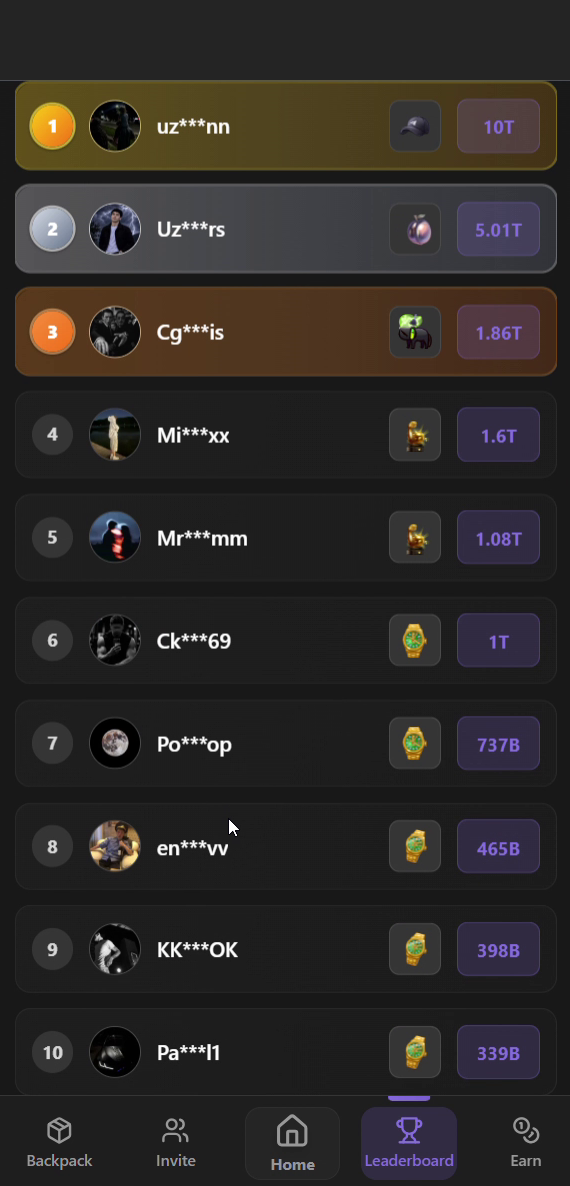 1 uz***nn 10T
2 Uz***rs 5.01T
3 Cg***is 1.86T
4 Mi***xx 1.6T
5 Mr***mm 1.08T
6 Ck***69 1T
7 Po***op 737B
8 en***vv 465B
9 KK***OK 398B
10 Pa***l1 339B
Backpack Invite Home Leaderboard Earn